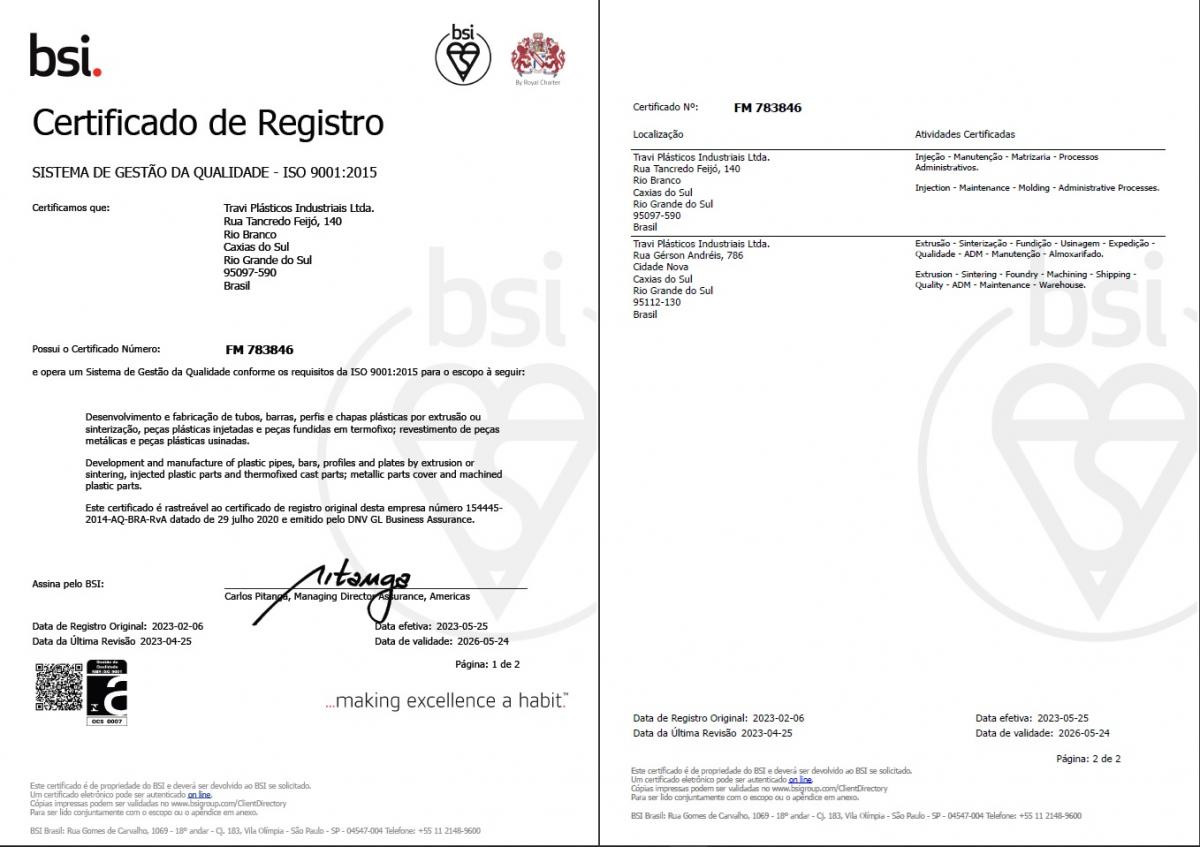 bsi.
bsi
By Royal Charter
Certificado de Registro
SISTEMA DE GESTÃO DA QUALIDADE - ISO 9001:2015
Certificamos que:
Travi Plásticos Industriais Ltda.
Rua Tancredo Feijó, 140
Rio Branco
Caxias do Sul
Rio Grande do Sul
95097-590
Brasil
bsi
Possui o Certificado Número:
FM 783846
e opera um Sistema de Gestão da Qualidade conforme os requisitos da ISO 9001:2015 para o escopo à seguir:
Desenvolvimento e fabricação de tubos, barras, perfis e chapas plásticas por extrusão ou
sinterização, peças plásticas injetadas e peças fundidas em termofixo; revestimento de peças
metálicas e peças plásticas usinadas.
Development and manufacture of plastic pipes, bars, profiles and plates by extrusion or
sintering, injected plastic parts and thermofixed cast parts; metallic parts cover and machined
plastic parts.
Este certificado é rastreável ao certificado de registro original desta empresa número 154445-
2014-AQ-BRA-RvA datado de 29 julho 2020 e emitido pelo DNV GL Business Assurance.
Assina pelo BSI:
Pitanga
Carlos Pitanga, Managing Director Assurance, Americas
Data de Registro Original: 2023-02-06
Data efetiva: 2023-05-25
Data da Última Revisão 2023-04-25
Data de validade: 2026-05-24
Página: 1 de 2
Gestão da
Qualidade
OCS 0007
...making excellence a habit.™
Este certificado é de propriedade do BSI e deverá ser devolvido ao BSI se solicitado.
Um certificado eletrônico pode ser autenticado on line.
Cópias impressas podem ser validadas no www.bsigroup.com/ClientDirectory
Para ser lido conjuntamente com o escopo ou o apêndice em anexo.
BSI Brasil: Rua Gomes de Carvalho, 1069 - 18º andar - Cj. 183, Vila Olímpia - São Paulo - SP - 04547-004 Telefone: +55 11 2148-9600
Certificado Nº:
FM 783846
Localização
Atividades Certificadas
Travi Plásticos Industriais Ltda.
Rua Tancredo Feijó, 140
Rio Branco
Caxias do Sul
Rio Grande do Sul
95097-590
Brasil
Injeção - Manutenção - Matrizaria - Processos
Administrativos.
Injection - Maintenance - Molding - Administrative Processes.
Travi Plásticos Industriais Ltda.
Rua Gérson Andréis, 786
Cidade Nova
Caxias do Sul
Rio Grande do Sul
95112-130
Brasil
Extrusão - Sinterização - Fundição - Usinagem - Expedição -
Qualidade - ADM - Manutenção - Almoxarifado.
Extrusion - Sintering - Foundry - Machining - Shipping -
Quality - ADM - Maintenance - Warehouse.
bsi
Data de Registro Original: 2023-02-06
Data efetiva: 2023-05-25
Data da Última Revisão 2023-04-25
Data de validade: 2026-05-24
Página: 2 de 2
Este certificado é de propriedade do BSI e deverá ser devolvido ao BSI se solicitado.
Um certificado eletrônico pode ser autenticado on line.
Cópias impressas podem ser validadas no www.bsigroup.com/ClientDirectory
Para ser lido conjuntamente com o escopo ou o apêndice em anexo.
BSI Brasil: Rua Gomes de Carvalho, 1069 - 18º andar - Cj. 183, Vila Olímpia - São Paulo - SP - 04547-004 Telefone: +55 11 2148-9600